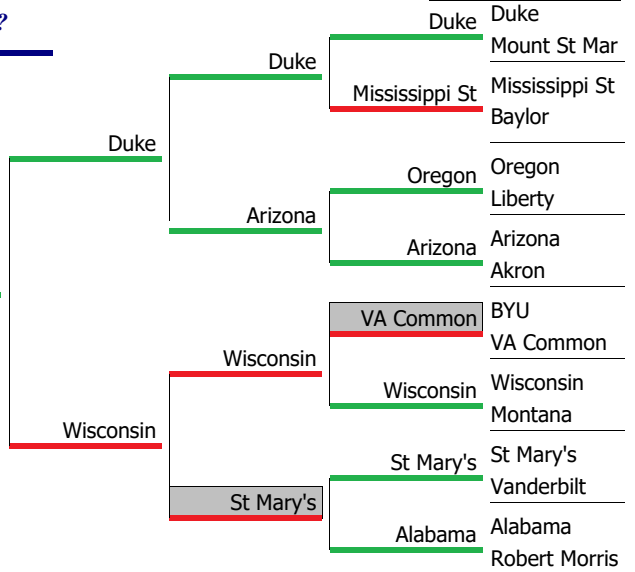 ?
Duke
Duke
Mount St Mar
Duke
Mississippi St
Mississippi St
Baylor
Duke
Oregon
Oregon
Liberty
Arizona
Arizona
Arizona
Akron
VA Common
BYU
VA Common
Wisconsin
Wisconsin
Wisconsin
Montana
Wisconsin
St Mary's
St Mary's
Vanderbilt
St Mary's
Alabama
Alabama
Robert Morris